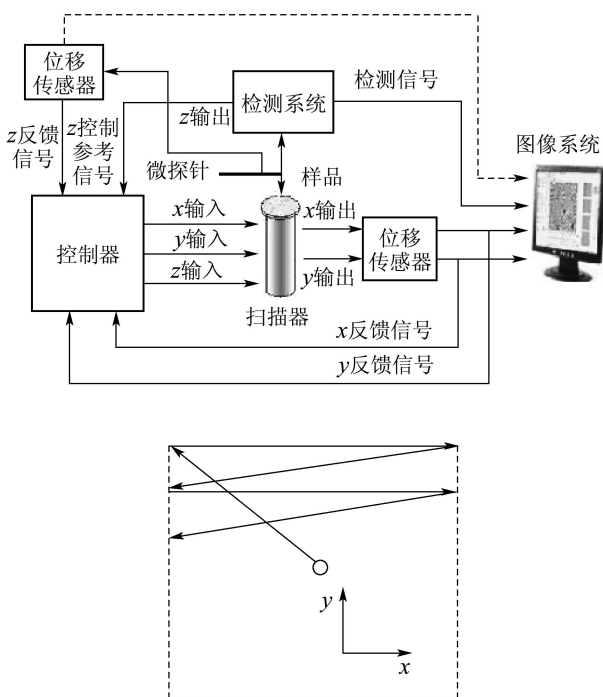 位移
传感器
检测系统
检测信号
图像系统
z反馈
信号
z控制
参考
信号
z输出
微探针
样品
控制器
x输入
y输入
z输入
扫描器
x输出
y输出
位移
传感器
x反馈信号
y反馈信号
y
x